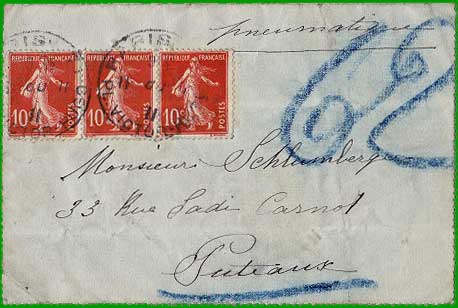 pneumatique
REPUBLIQUE FRANÇAISE REPUBLIQUE FRANÇAISE REPUBLIQUE FRANÇAISE
10c POSTES 10c POSTES 10c POSTES
Monsieur Schlumberger
33 Rue Sadi Carnot
Puteaux